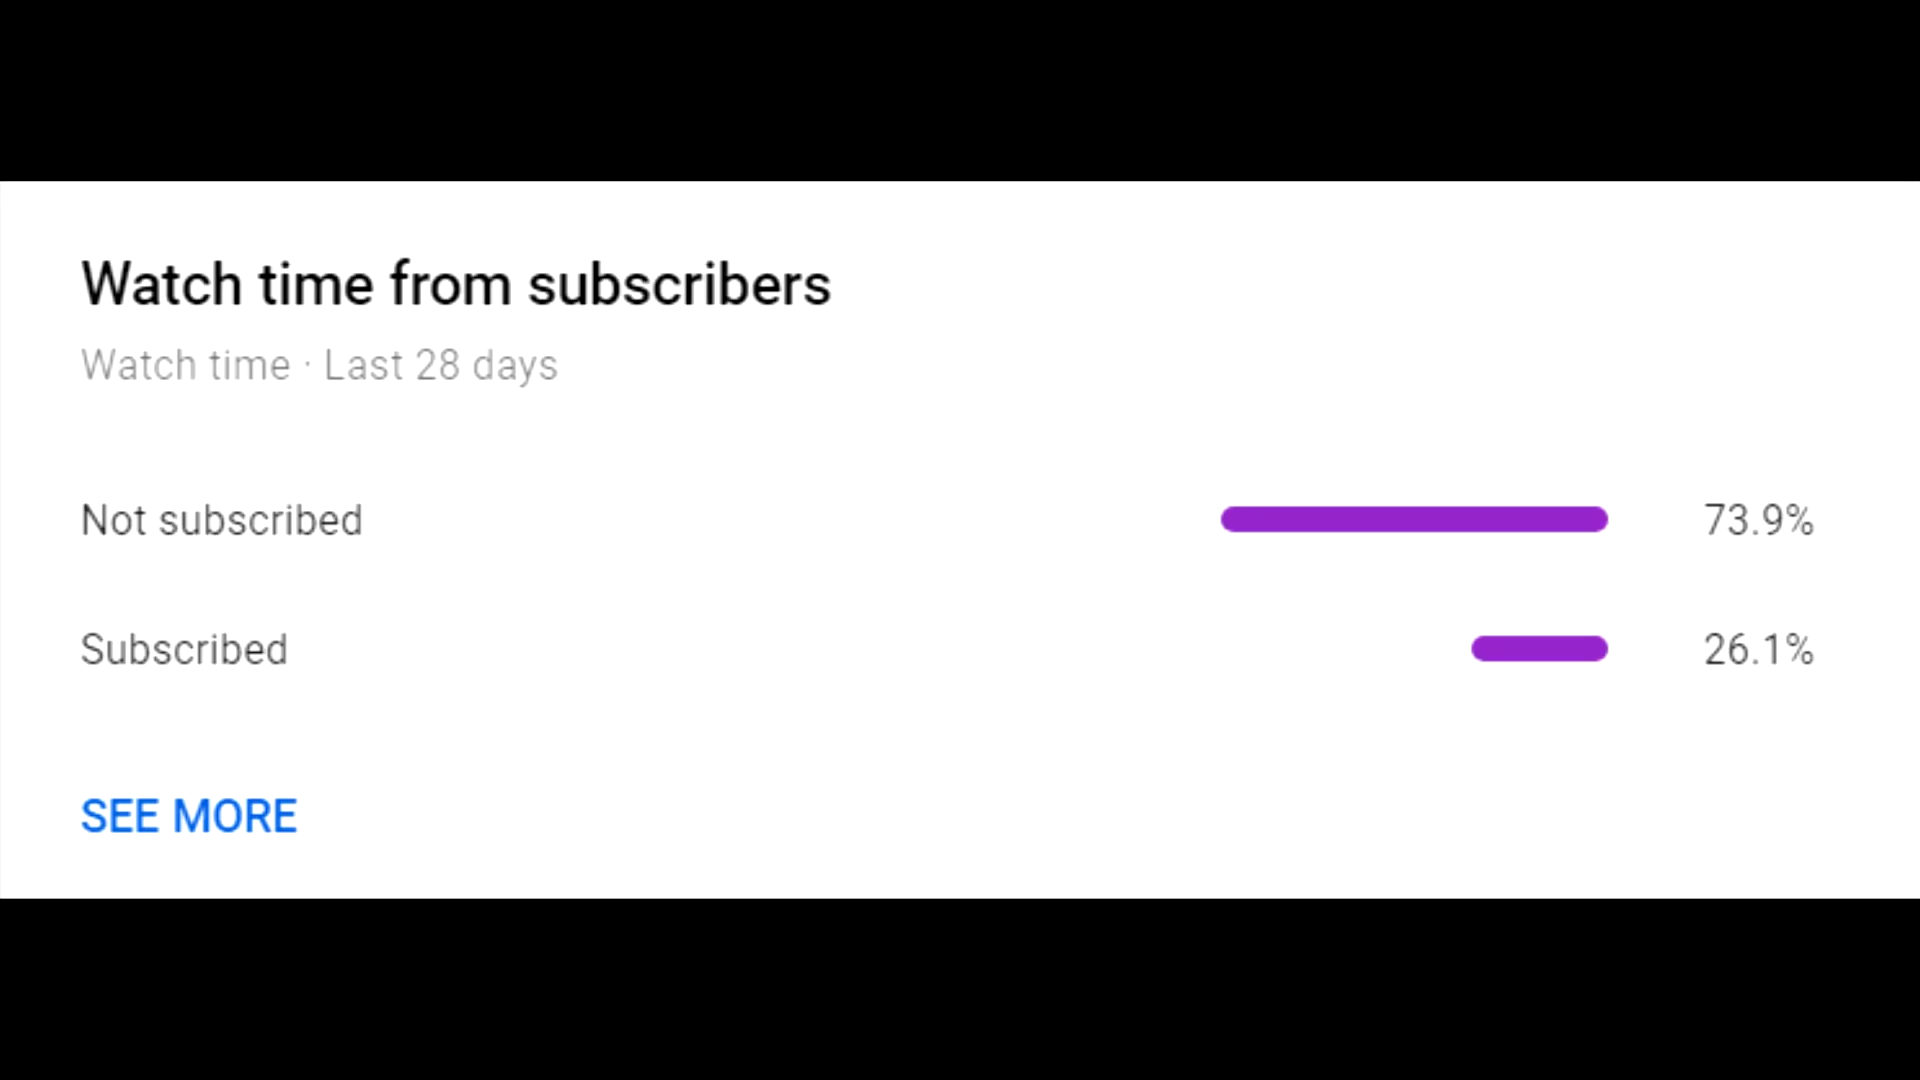 Watch time from subscribers
Watch time · Last 28 days
Not subscribed 73.9%
Subscribed 26.1%
SEE MORE